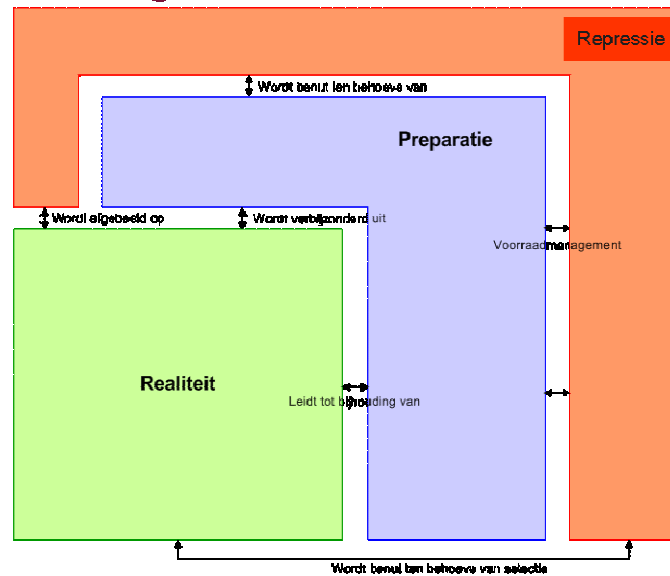 Repressie
Wordt benut ten behoeve van
Preparatie
Wordt afgebeeld op
Wordt verbijzonderd uit
Voorraadmanagement
Realiteit
Leidt tot bijhouding van
Wordt benut ten behoeve van selectie